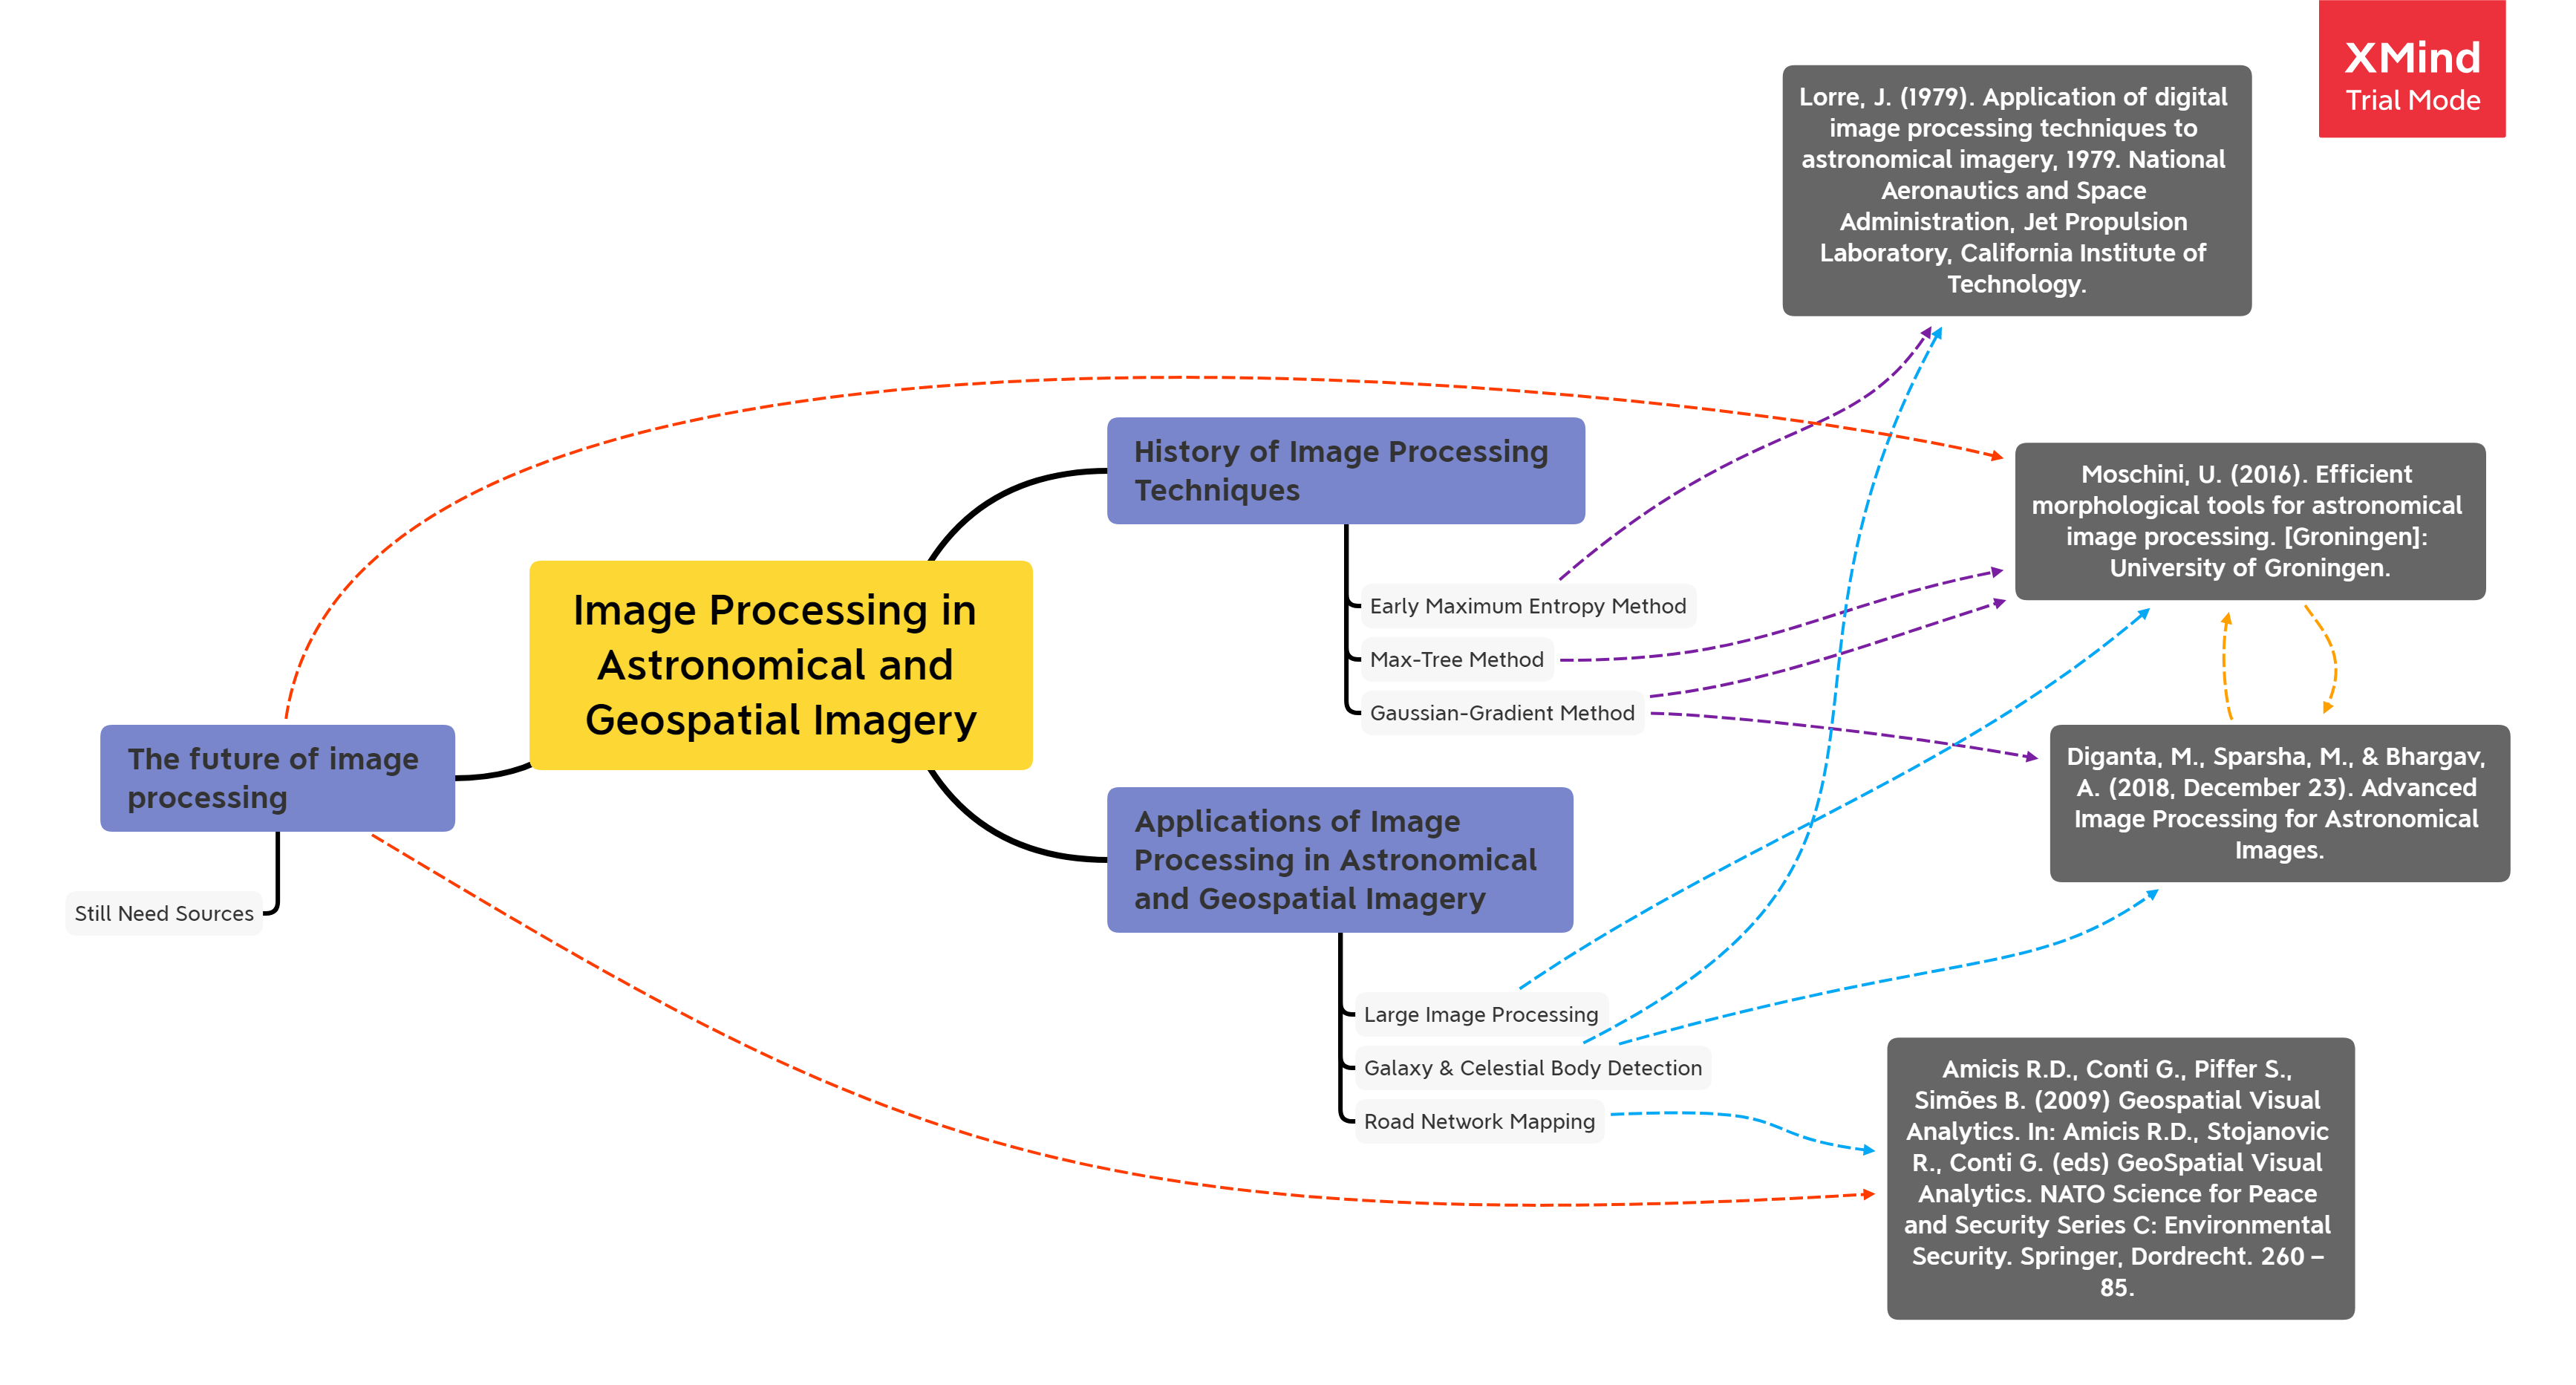 XMind
Trial Mode
Lorre, J. (1979). Application of digital
image processing techniques to
astronomical imagery, 1979. National
Aeronautics and Space
Administration, Jet Propulsion
Laboratory, California Institute of
Technology.
History of Image Processing
Techniques
Early Maximum Entropy Method
Max-Tree Method
Gaussian-Gradient Method
Moschini, U. (2016). Efficient
morphological tools for astronomical
image processing. [Groningen]:
University of Groningen.
Image Processing in
Astronomical and
Geospatial Imagery
The future of image
processing
Still Need Sources
Diganta, M., Sparsha, M., & Bhargav,
A. (2018, December 23). Advanced
Image Processing for Astronomical
Images.
Applications of Image
Processing in Astronomical
and Geospatial Imagery
Large Image Processing
Galaxy & Celestial Body Detection
Road Network Mapping
Amicis R.D., Conti G., Piffer S.,
Simões B. (2009) Geospatial Visual
Analytics. In: Amicis R.D., Stojanovic
R., Conti G. (eds) GeoSpatial Visual
Analytics. NATO Science for Peace
and Security Series C: Environmental
Security. Springer, Dordrecht. 260 –
85.